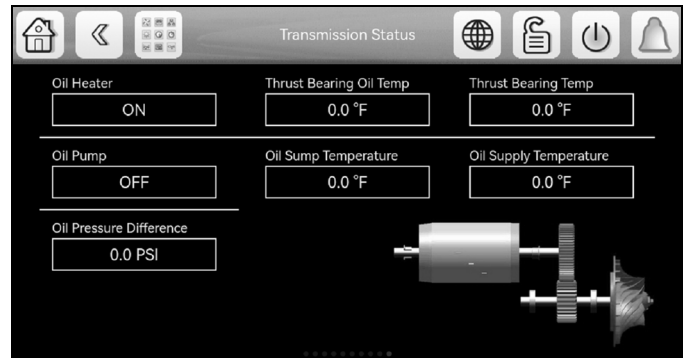 Transmission Status
Oil Heater
ON
Thrust Bearing Oil Temp
0.0 °F
Thrust Bearing Temp
0.0 °F
Oil Pump
OFF
Oil Sump Temperature
0.0 °F
Oil Supply Temperature
0.0 °F
Oil Pressure Difference
0.0 PSI